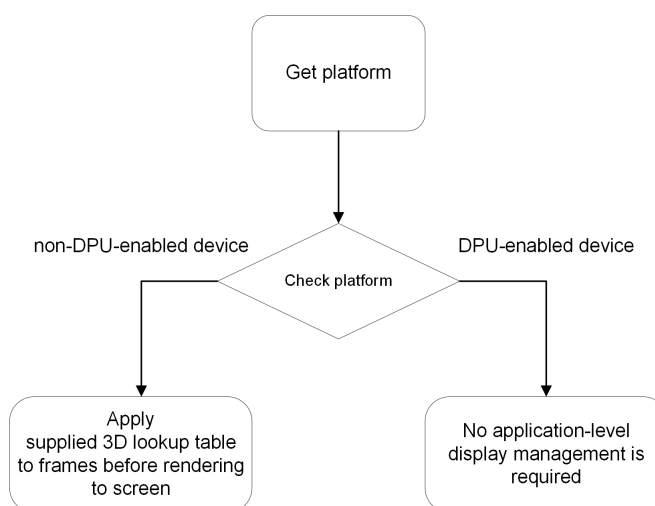 Get platform
non-DPU-enabled device
DPU-enabled device
Check platform
Apply
supplied 3D lookup table
to frames before rendering
to screen
No application-level
display management is
required